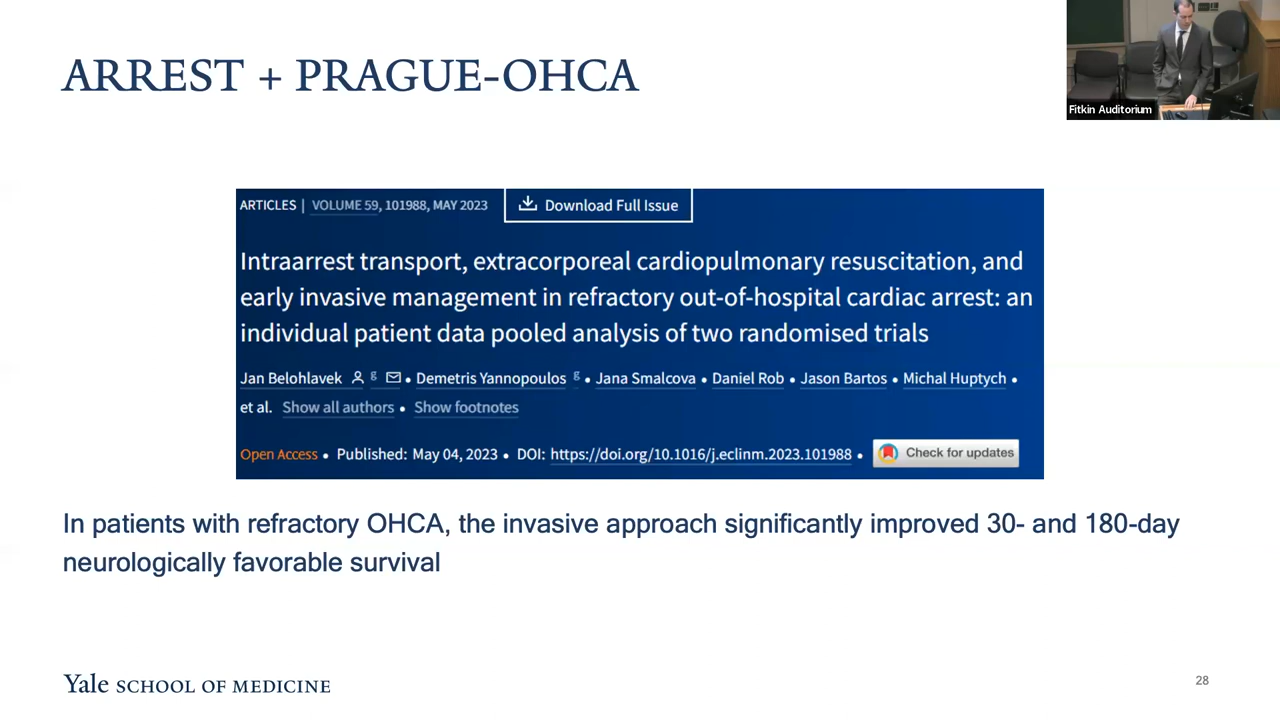 ARREST + PRAGUE-OHCA
Fitkin Auditorium
ARTICLES | VOLUME 59, 101988, MAY 2023 Download Full Issue
Intraarrest transport, extracorporeal cardiopulmonary resuscitation, and
early invasive management in refractory out-of-hospital cardiac arrest: an
individual patient data pooled analysis of two randomised trials
Jan Belohlavek g • Demetris Yannopoulos g • Jana Smalcova • Daniel Rob • Jason Bartos • Michal Huptych •
et al. Show all authors • Show footnotes
Open Access • Published: May 04, 2023 • DOI: https://doi.org/10.1016/j.eclinm.2023.101988 • Check for updates
In patients with refractory OHCA, the invasive approach significantly improved 30- and 180-day
neurologically favorable survival
Yale SCHOOL OF MEDICINE
28